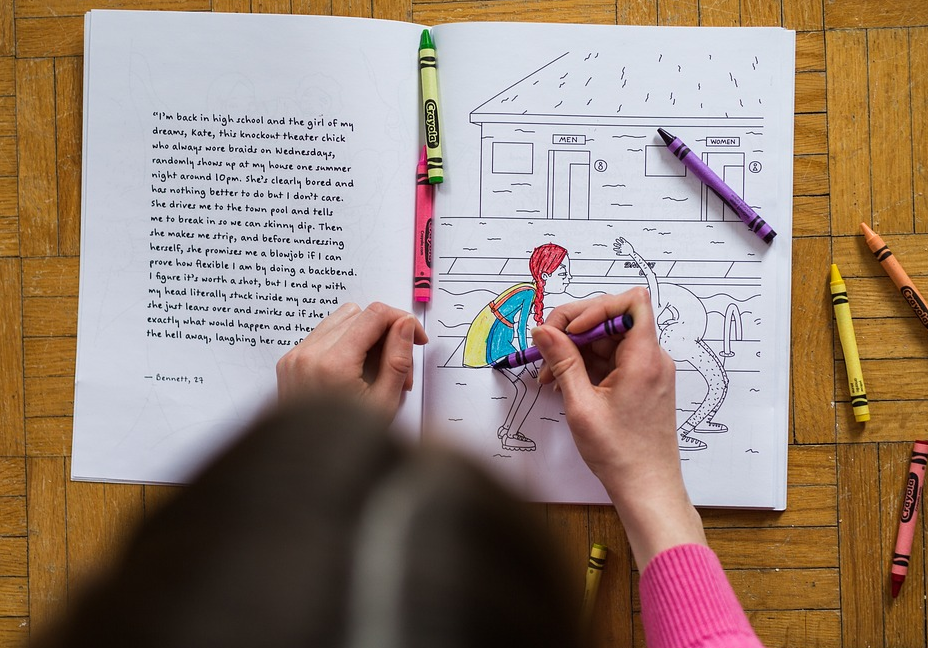 "I'm back in high school and the girl of my
dreams, Kate, this knockout theater chick
who always wore braids on Wednesdays,
randomly shows up at my house one summer
night around 10pm. She's clearly bored and
has nothing better to do but I don't care.
She drives me to the town pool and tells
me to break in so we can skinny dip. Then
she makes me strip, and before undressing
herself, she promises me a blowjob if I can
prove how flexible I am by doing a backbend.
I figure it's worth a shot, but I end up with
my head literally stuck inside my ass and
she just leans over and smirks as if she
exactly what would happen and then
the hell away, laughing her ass of
— Bennett, 27
MEN
WOMEN
Crayola
Crayola
Crayola